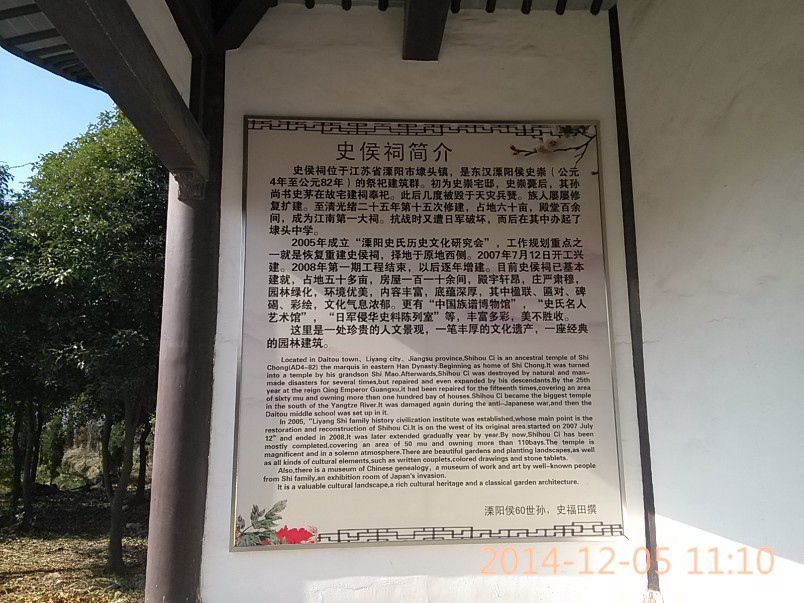 史侯祠简介
史侯祠位于江苏省溧阳市埭头镇，是东汉溧阳侯史崇（公元
4年至公元82年）的祭祀建筑群。初为史崇宅邸，史崇薨后，其孙
尚书史茅在故宅建祠奉祀。此后几度被毁于天灾兵燹。族人屡屡修
复扩建。至清光绪二十五年第十五次修建，占地六十亩，殿堂百余
间，成为江南第一大祠。抗战时又遭日军破坏，而后在其中办起了
埭头中学。
2005年成立“溧阳史氏历史文化研究会”，工作规划重点之
一就是恢复重建史侯祠，择地于原地西侧。2007年7月12日开工兴
建。2008年第一期工程结束，以后逐年增建。目前史侯祠已基本
建就，占地五十多亩，房屋一百一十余间，殿宇轩昂，庄严肃穆，
园林绿化，环境优美，内容丰富，底蕴深厚，其中楹联、匾对、碑
碣、彩绘，文化气息浓郁。更有“中国族谱博物馆”，“史氏名人
艺术馆”，“日军侵华史料陈列室”等，丰富多彩，美不胜收。
这里是一处珍贵的人文景观，一笔丰厚的文化遗产，一座经典
的园林建筑。
Located in Daitou town, Liyang city, Jiangsu province,Shihou Ci is an ancestral temple of Shi
Chong(AD4-82) the marquis in eastern Han Dynasty.Beginning as home of Shi Chong.It was turned
into a temple by his grandson Shi Mao.Afterwards,Shihou Ci was destroyed by natural and man-
made disasters for several times,but repaired and even expanded by his descendants.By the 25th
year at the reign Qing Emperor Guangxu,it had been repaired for the fifteenth times,covering an area
of sixty mu and owning more than one hundred bay of houses.Shihou Ci became the biggest temple
in the south of the Yangtze River.It was damaged again during the anti-Japanese war,and then the
Daitou middle school was set up in it.
In 2005, "Liyang Shi family history civilization institute was established,whose main point is the
restoration and reconstruction of Shihou Ci.It is on the west of its original area.started on 2007 July
12" and ended in 2008,It was later extended gradually year by year.By now,Shihou Ci has been
mostly completed,covering an area of 50 mu and owning more than 110bays.The temple is
magnificent and in a solemn atmosphere.There are beautiful gardens and planting landscapes,as well
as all kinds of cultural elements,such as written couplets,colored drawings and stone tablets.
Also,there is a museum of Chinese genealogy, a museum of work and art by well-known people
from Shi family,an exhibition room of Japan's invasion.
It is a valuable cultural landscape,a rich cultural heritage and a classical garden architecture.
溧阳侯60世孙、史福田撰
2014-12-05 11:10